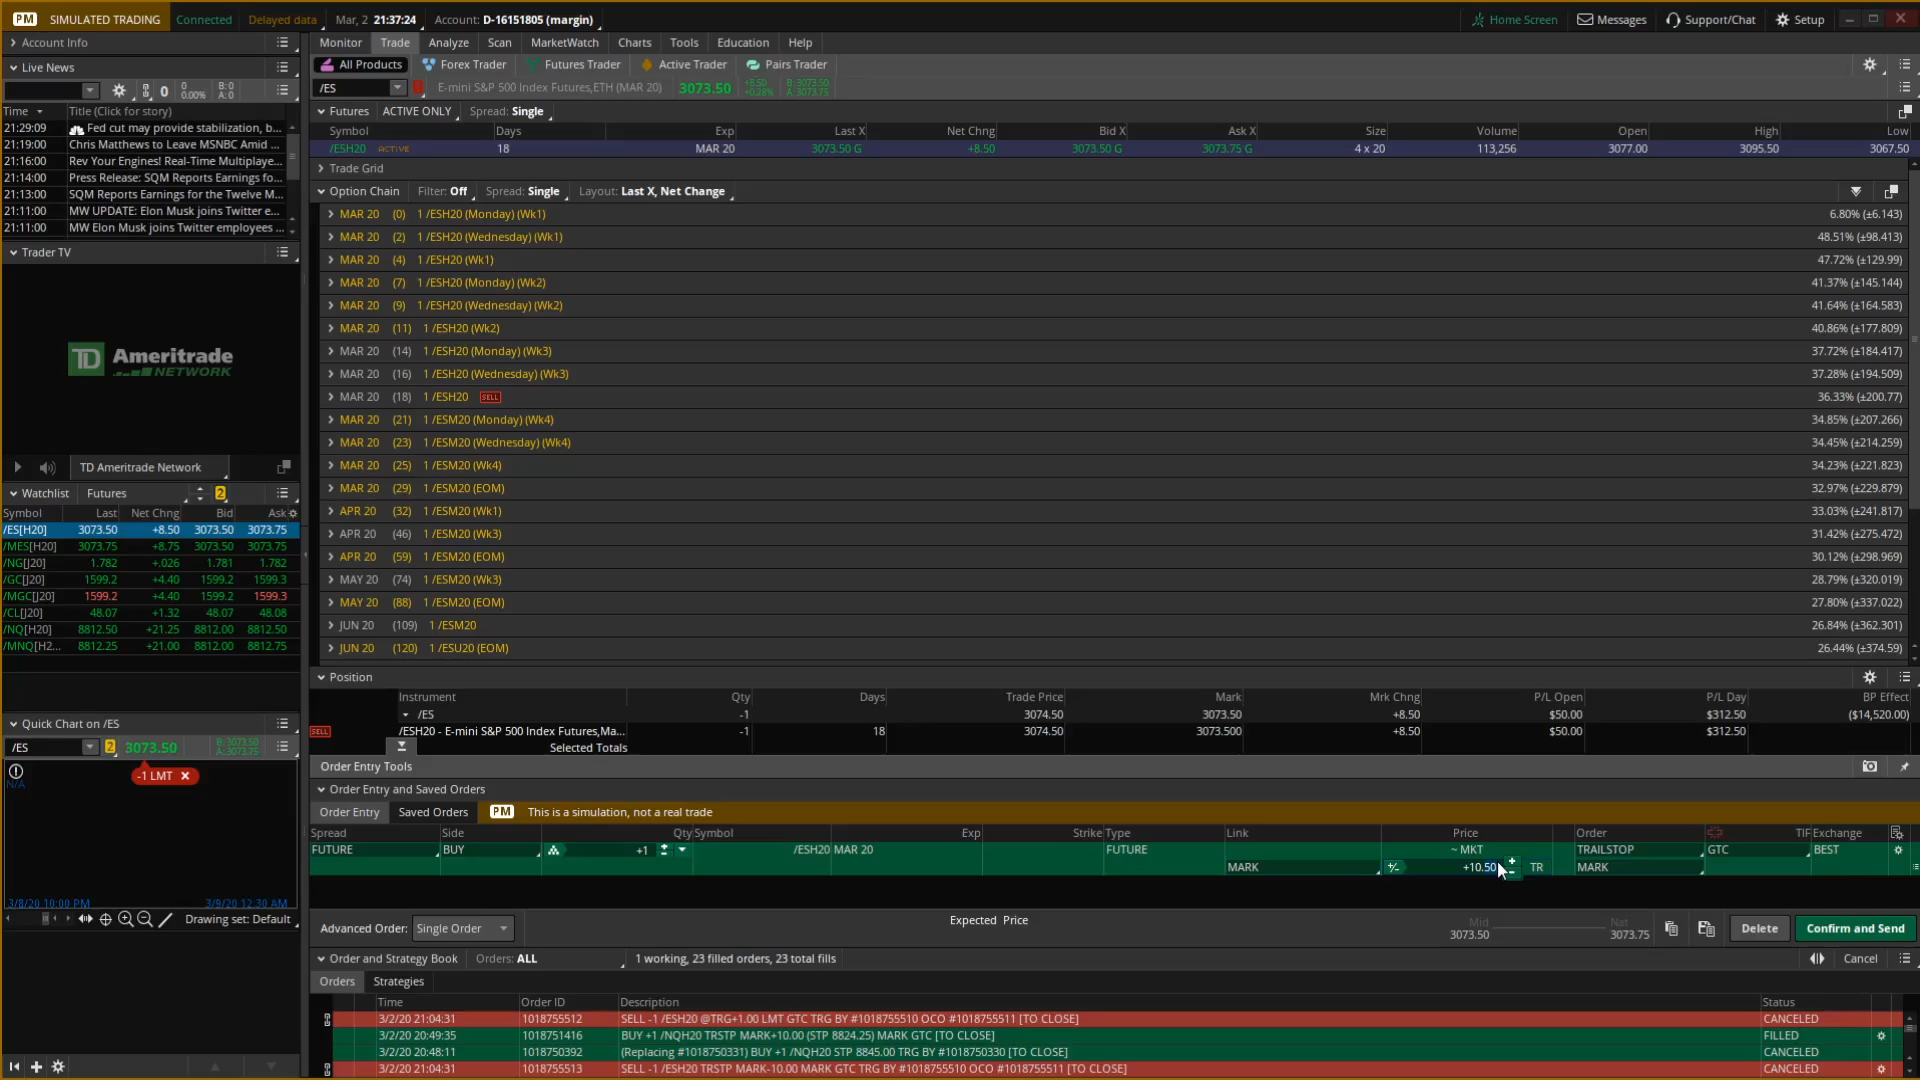 PM SIMULATED TRADING Connected Delayed data Mar, 2 21:37:24 Account: D-16151805 (margin) Home Screen Messages Support/Chat Setup
Account Info
Live News
0 0 0.00% B: 0 A: 0
Time Title (Click for story)
21:29:09 Fed cut may provide stabilization, b...
21:19:00 Chris Matthews to Leave MSNBC Amid ...
21:16:00 Rev Your Engines! Real-Time Multiplaye...
21:14:00 Press Release: SQM Reports Earnings fo...
21:13:00 SQM Reports Earnings for the Twelve M...
21:11:00 MW UPDATE: Elon Musk joins Twitter e...
21:11:00 MW Elon Musk joins Twitter employees ...
Trader TV
TD Ameritrade
NETWORK
TD Ameritrade Network
Watchlist Futures 2
Symbol Last Net Chng Bid Ask
/ES[H20] 3073.50 +8.50 3073.50 3073.75
/MES[H20] 3073.75 +8.75 3073.50 3073.75
/NG[J20] 1.782 +.026 1.781 1.782
/GC[J20] 1599.2 +4.40 1599.2 1599.3
/MGC[J20] 1599.2 +4.40 1599.2 1599.3
/CL[J20] 48.07 +1.32 48.07 48.08
/NQ[H20] 8812.50 +21.25 8812.00 8812.50
/MNQ[H2... 8812.25 +21.00 8812.00 8812.75
Quick Chart on /ES
/ES 2 3073.50 B: 3073.50 A: 3073.75
-1 LMT
N/A
3/8/20 10:00 PM 3/9/20 12:30 AM
Drawing set: Default
Monitor Trade Analyze Scan MarketWatch Charts Tools Education Help
All Products Forex Trader Futures Trader Active Trader Pairs Trader
/ES E-mini S&P 500 Index Futures,ETH (MAR 20) 3073.50 +8.50 +0.28% B: 3073.50 A: 3073.75
Futures ACTIVE ONLY Spread: Single
Symbol Days Exp Last X Net Chng Bid X Ask X Size Volume Open High Low
/ESH20 ACTIVE 18 MAR 20 3073.50 G +8.50 3073.50 G 3073.75 G 4 x 20 113,256 3077.00 3095.50 3067.50
Trade Grid
Option Chain Filter: Off Spread: Single Layout: Last X, Net Change
MAR 20 (0) 1 /ESH20 (Monday) (Wk1) 6.80% (±6.143)
MAR 20 (2) 1 /ESH20 (Wednesday) (Wk1) 48.51% (±98.413)
MAR 20 (4) 1 /ESH20 (Wk1) 47.72% (±129.99)
MAR 20 (7) 1 /ESH20 (Monday) (Wk2) 41.37% (±145.144)
MAR 20 (9) 1 /ESH20 (Wednesday) (Wk2) 41.64% (±164.583)
MAR 20 (11) 1 /ESH20 (Wk2) 40.86% (±177.809)
MAR 20 (14) 1 /ESH20 (Monday) (Wk3) 37.72% (±184.417)
MAR 20 (16) 1 /ESH20 (Wednesday) (Wk3) 37.28% (±194.509)
MAR 20 (18) 1 /ESH20 SELL 36.33% (±200.77)
MAR 20 (21) 1 /ESM20 (Monday) (Wk4) 34.85% (±207.266)
MAR 20 (23) 1 /ESM20 (Wednesday) (Wk4) 34.45% (±214.259)
MAR 20 (25) 1 /ESM20 (Wk4) 34.23% (±221.823)
MAR 20 (29) 1 /ESM20 (EOM) 32.97% (±229.879)
APR 20 (32) 1 /ESM20 (Wk1) 33.03% (±241.817)
APR 20 (46) 1 /ESM20 (Wk3) 31.42% (±275.472)
APR 20 (59) 1 /ESM20 (EOM) 30.12% (±298.969)
MAY 20 (74) 1 /ESM20 (Wk3) 28.79% (±320.019)
MAY 20 (88) 1 /ESM20 (EOM) 27.80% (±337.022)
JUN 20 (109) 1 /ESM20 26.84% (±362.301)
JUN 20 (120) 1 /ESU20 (EOM) 26.44% (±374.59)
Position
Instrument Qty Days Trade Price Mark Mrk Chng P/L Open P/L Day BP Effect
/ES -1 3074.50 3073.50 +8.50 $50.00 $312.50 ($14,520.00)
SELL /ESH20 - E-mini S&P 500 Index Futures,Ma... -1 18 3074.50 3073.500 +8.50 $50.00 $312.50
Selected Totals
Order Entry Tools
Order Entry and Saved Orders
Order Entry Saved Orders PM This is a simulation, not a real trade
Spread Side Qty Symbol Exp Strike Type Link Price Order TIF Exchange
FUTURE BUY +1 /ESH20 MAR 20 FUTURE ~ MKT TRAILSTOP GTC BEST
MARK +/- +10.50 TR MARK
Advanced Order: Single Order Expected Price Mid 3073.50 Nat 3073.75 Delete Confirm and Send
Order and Strategy Book Orders: ALL 1 working, 23 filled orders, 23 total fills Cancel
Orders Strategies
Time Order ID Description Status
3/2/20 21:04:31 1018755512 SELL -1 /ESH20 @TRG+1.00 LMT GTC TRG BY #1018755510 OCO #1018755511 [TO CLOSE] CANCELED
3/2/20 20:49:35 1018751416 BUY +1 /NQH20 TRSTP MARK+10.00 (STP 8824.25) MARK GTC [TO CLOSE] FILLED
3/2/20 20:48:11 1018750392 (Replacing #1018750331) BUY +1 /NQH20 STP 8845.00 TRG BY #1018750330 [TO CLOSE] CANCELED
3/2/20 21:04:31 1018755513 SELL -1 /ESH20 TRSTP MARK-10.00 MARK GTC TRG BY #1018755510 OCO #1018755511 [TO CLOSE] CANCELED